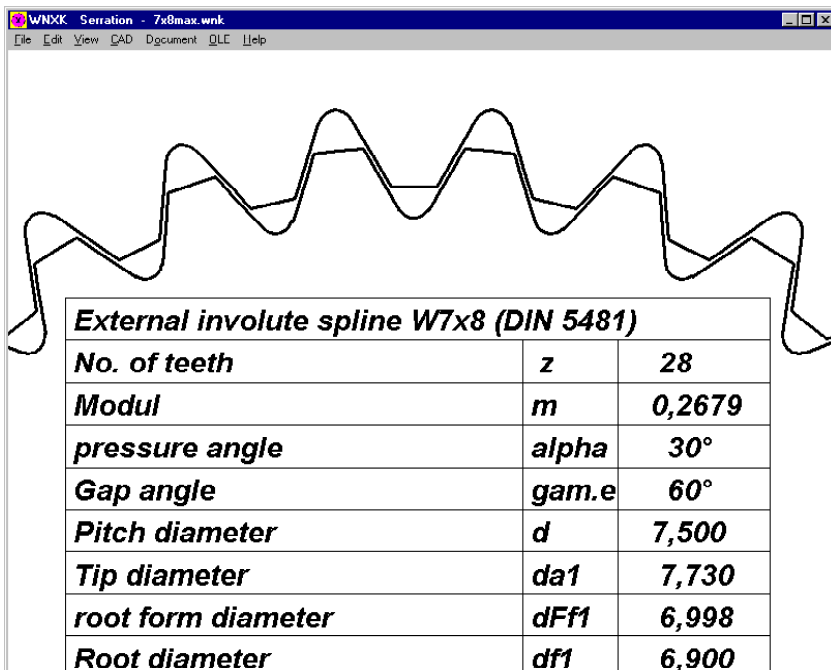 WNXK Serration - 7x8max.wnk
File Edit View CAD Document OLE Help
External involute spline W7x8 (DIN 5481)
No. of teeth z 28
Modul m 0,2679
pressure angle alpha 30°
Gap angle gam.e 60°
Pitch diameter d 7,500
Tip diameter da1 7,730
root form diameter dFf1 6,998
Root diameter df1 6,900